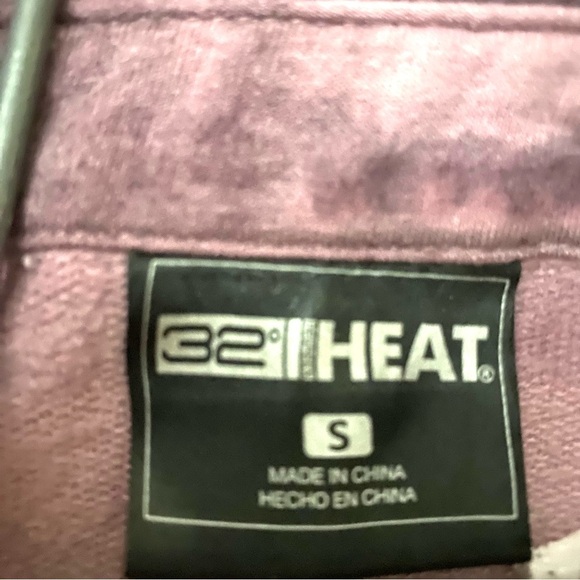 32° HEAT®
S
MADE IN CHINA
HECHO EN CHINA